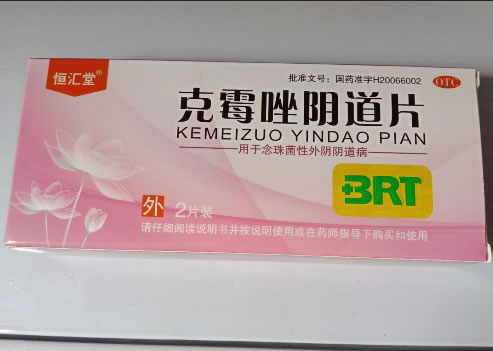 恒汇堂®
批准文号：国药准字H20066002
OTC
克霉唑阴道片
KEMEIZUO YINDAO PIAN
用于念珠菌性外阴阴道病
BRT
外 2片装
请仔细阅读说明书并按说明使用或在药师指导下购买和使用